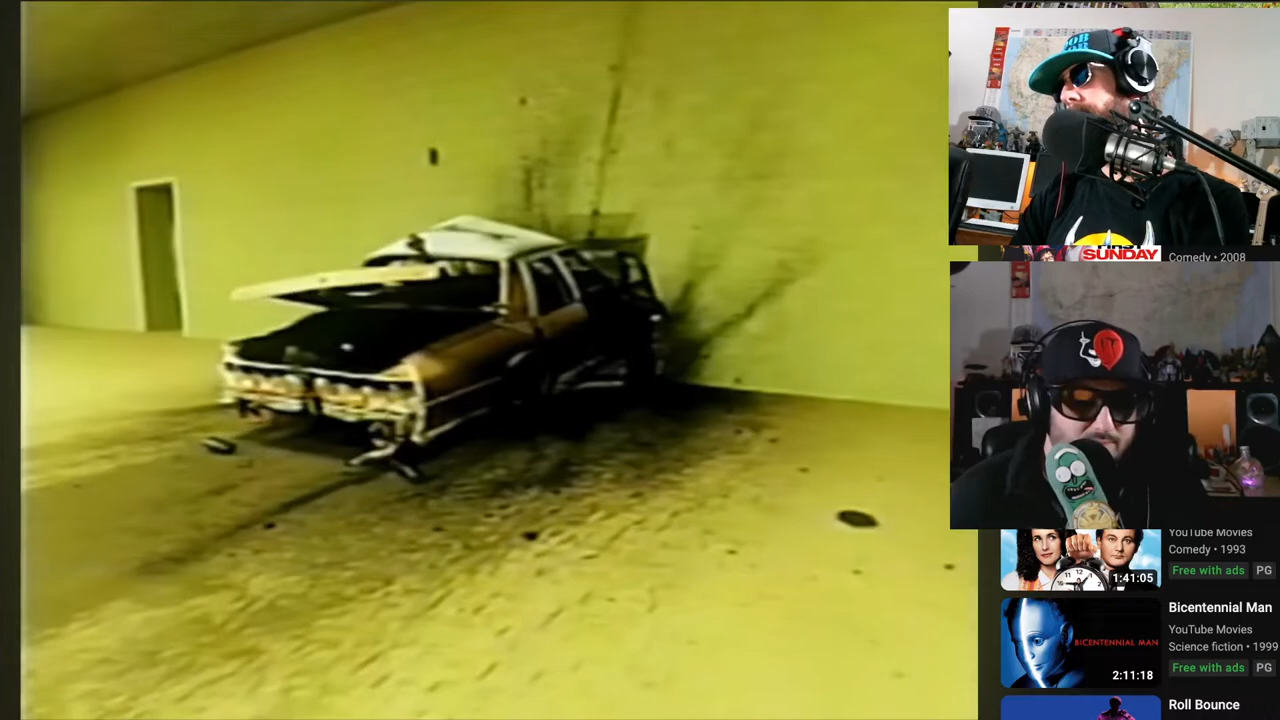 SUNDAY
Comedy • 2008
YouTube Movies
Comedy • 1993
Free with ads
PG
1:41:05
Bicentennial Man
YouTube Movies
Science fiction • 1999
Free with ads
PG
BICENTENNIAL MAN
2:11:18
Roll Bounce